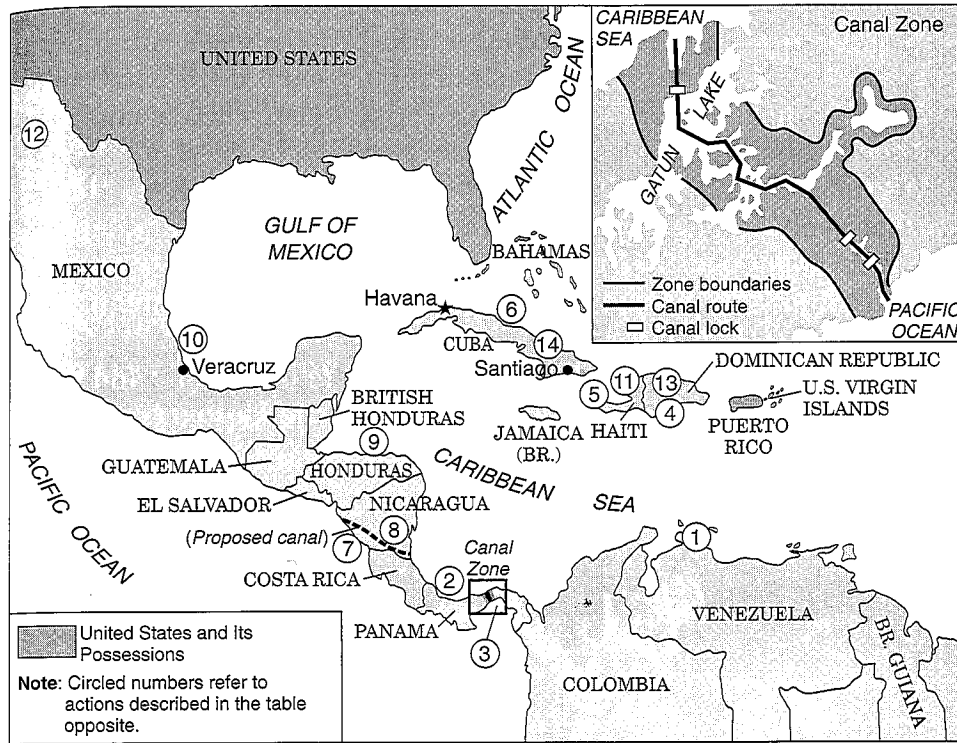 UNITED STATES
ATLANTIC OCEAN
GULF OF
MEXICO
12
MEXICO
BAHAMAS
Havana
6
CUBA
14
10
Veracruz
Santiago
DOMINICAN REPUBLIC
5
11
13
4
U.S. VIRGIN
ISLANDS
PUERTO
RICO
JAMAICA
(BR.)
HAITI
BRITISH
HONDURAS
9
GUATEMALA
HONDURAS
CARIBBEAN
SEA
EL SALVADOR
NICARAGUA
PACIFIC OCEAN
(Proposed canal)
8
7
1
Canal
Zone
COSTA RICA
2
PANAMA
3
VENEZUELA
COLOMBIA
BR. GUIANA
CARIBBEAN
SEA
Canal Zone
GATUN LAKE
Zone boundaries
Canal route
Canal lock
PACIFIC
OCEAN
United States and Its
Possessions
Note: Circled numbers refer to
actions described in the table
opposite.